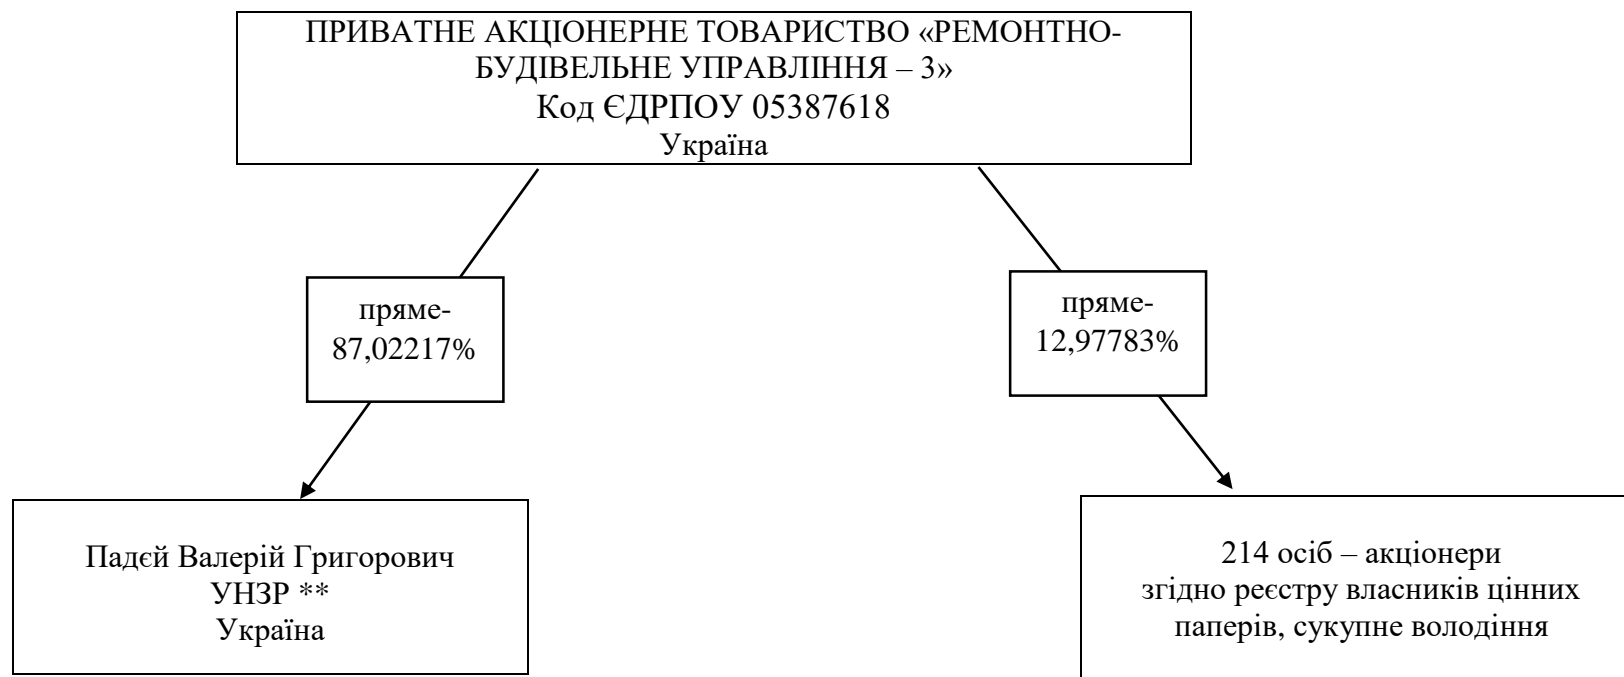 ПРИВАТНЕ АКЦІОНЕРНЕ ТОВАРИСТВО «РЕМОНТНО-
БУДІВЕЛЬНЕ УПРАВЛІННЯ – 3»
Код ЄДРПОУ 05387618
Україна
пряме-
87,02217%
пряме-
12,97783%
Падєй Валерій Григорович
УНЗР **
Україна
214 осіб – акціонери
згідно реєстру власників цінних
паперів, сукупне володіння